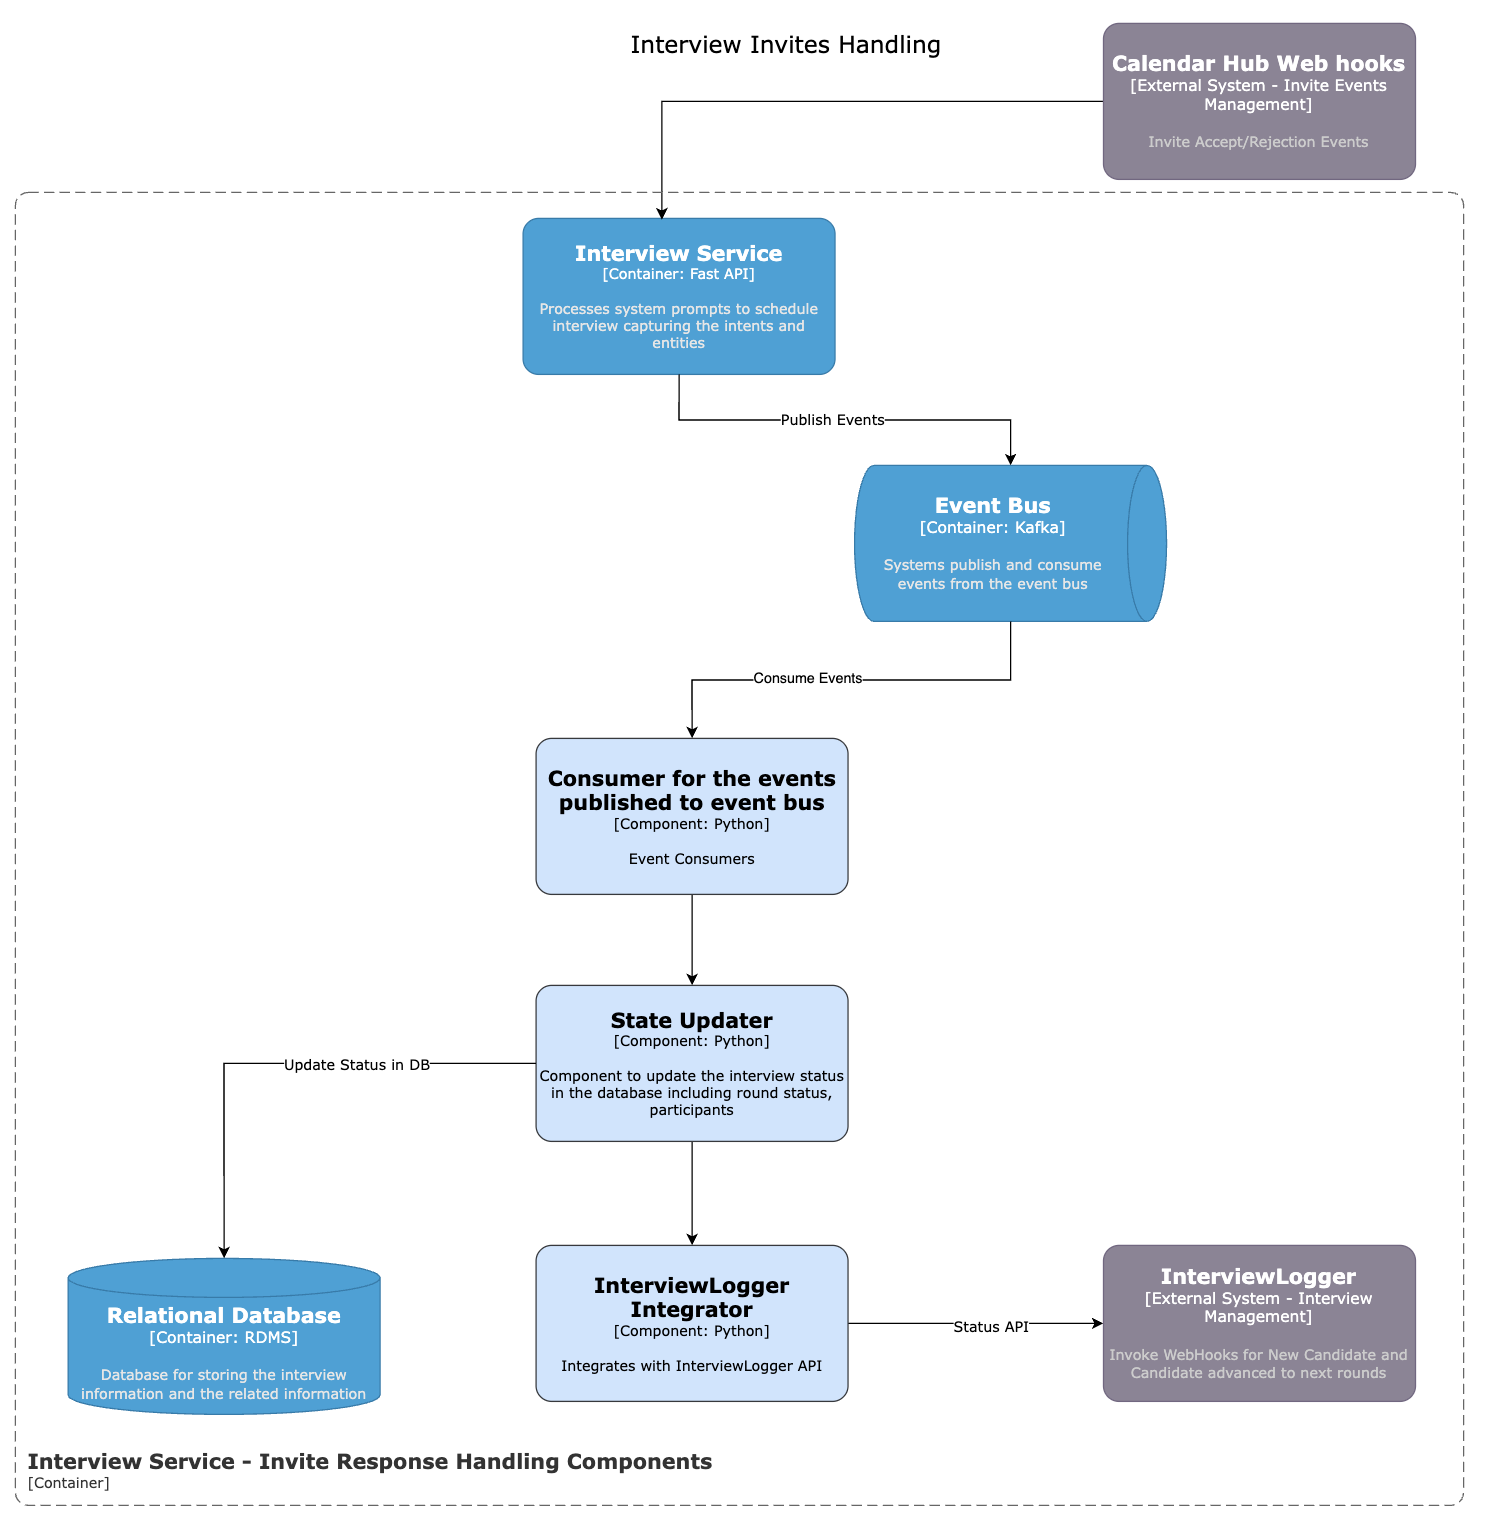 Interview Invites Handling
Calendar Hub Web hooks
[External System - Invite Events
Management]
Invite Accept/Rejection Events
Interview Service
[Container: Fast API]
Processes system prompts to schedule
interview capturing the intents and
entities
Publish Events
Event Bus
[Container: Kafka]
Systems publish and consume
events from the event bus
Consume Events
Consumer for the events
published to event bus
[Component: Python]
Event Consumers
State Updater
[Component: Python]
Component to update the interview status
in the database including round status,
participants
Update Status in DB
Relational Database
[Container: RDMS]
Database for storing the interview
information and the related information
InterviewLogger
Integrator
[Component: Python]
Integrates with InterviewLogger API
Status API
InterviewLogger
[External System - Interview
Management]
Invoke WebHooks for New Candidate and
Candidate advanced to next rounds
Interview Service - Invite Response Handling Components
[Container]